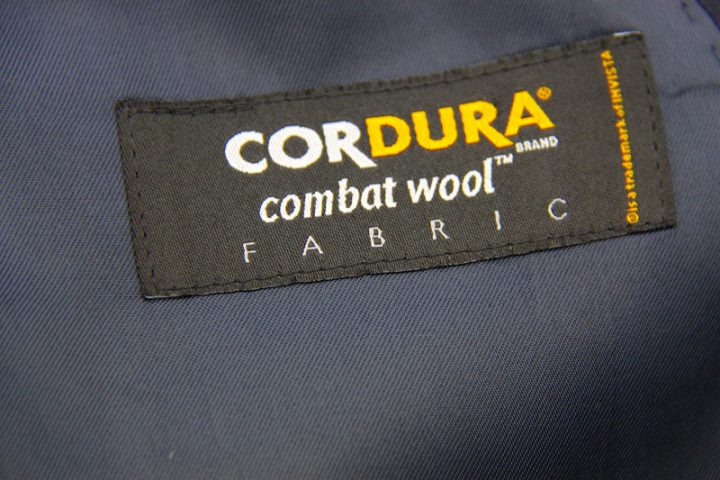 CORDURA®
BRAND
combat wool™
FABRIC
®is a trademark of INVISTA